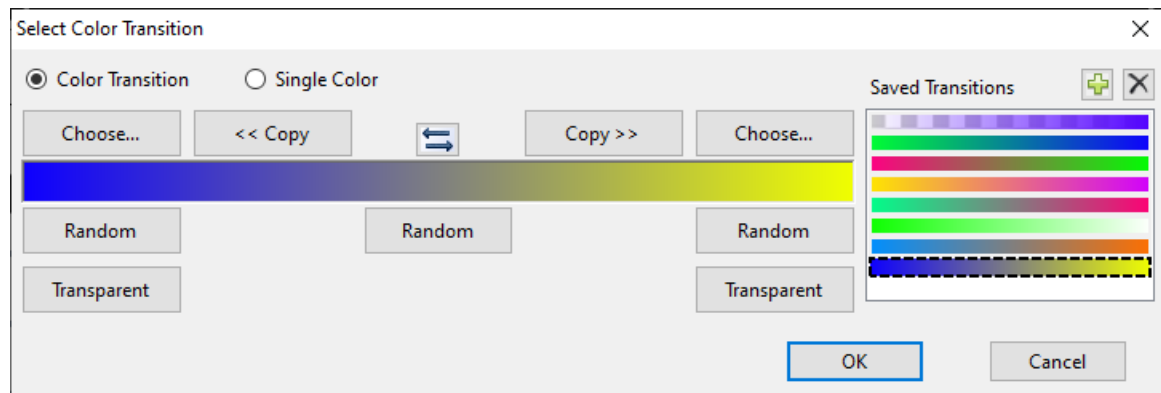 Select Color Transition
Color Transition Single Color
Saved Transitions
Choose... << Copy Copy >> Choose...
Random Random Random
Transparent Transparent
OK Cancel